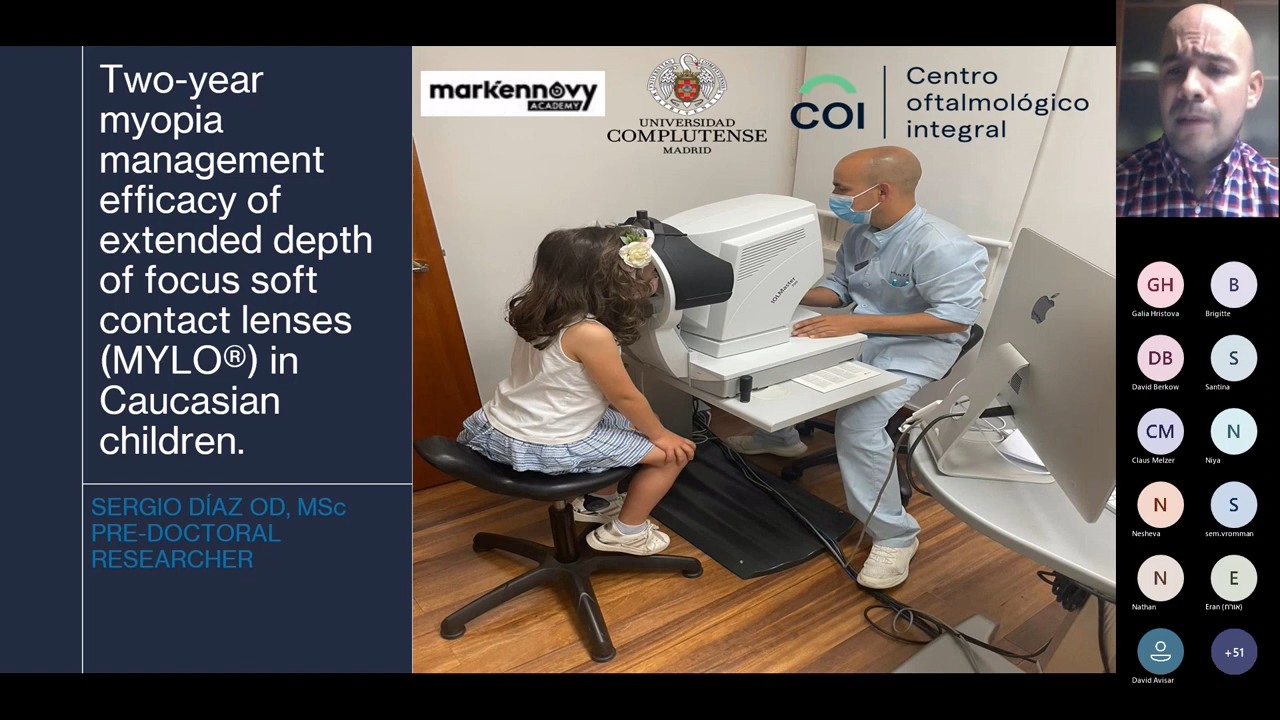 Two-year
myopia
management
efficacy of
extended depth
of focus soft
contact lenses
(MYLO®) in
Caucasian
children.
SERGIO DÍAZ OD, MSc
PRE-DOCTORAL
RESEARCHER
markennovy
ACADEMY
UNIVERSIDAD
COMPLUTENSE
MADRID
COI
Centro
oftalmológico
integral
IOLMaster
GH
Galia Hristova
B
Brigitte
DB
David Berkow
S
Santina
CM
Claus Melzer
N
Niya
N
Nesheva
S
sem.vromman
N
Nathan
E
Eran (אורח)
David Avisar
+51